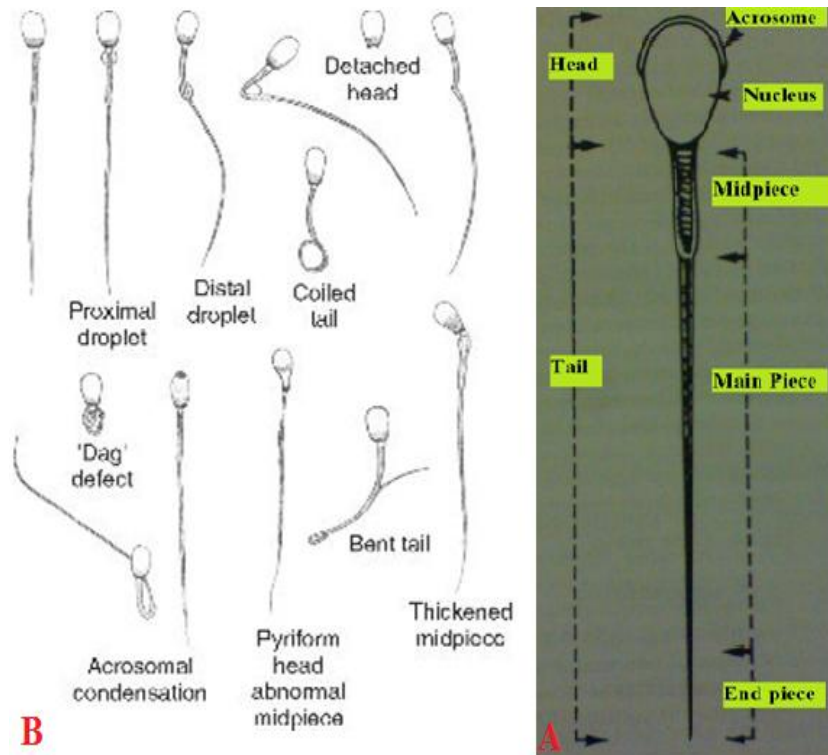 Detached
head
Proximal
droplet
Distal
droplet
Coiled
tail
'Dag'
defect
Bent tail
Acrosomal
condensation
Pyriform
head
abnormal
midpiece
Thickened
midpiece
B
Acrosome
Head
Nucleus
Midpiece
Tail
Main Piece
End piece
A